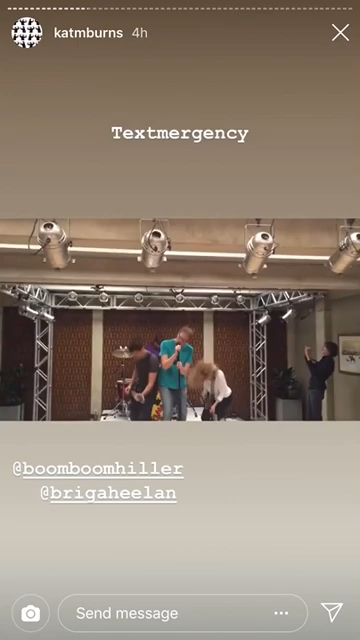 katmburns 4h
Textmergency
@boomboomhiller
@brigaheelan
Send message